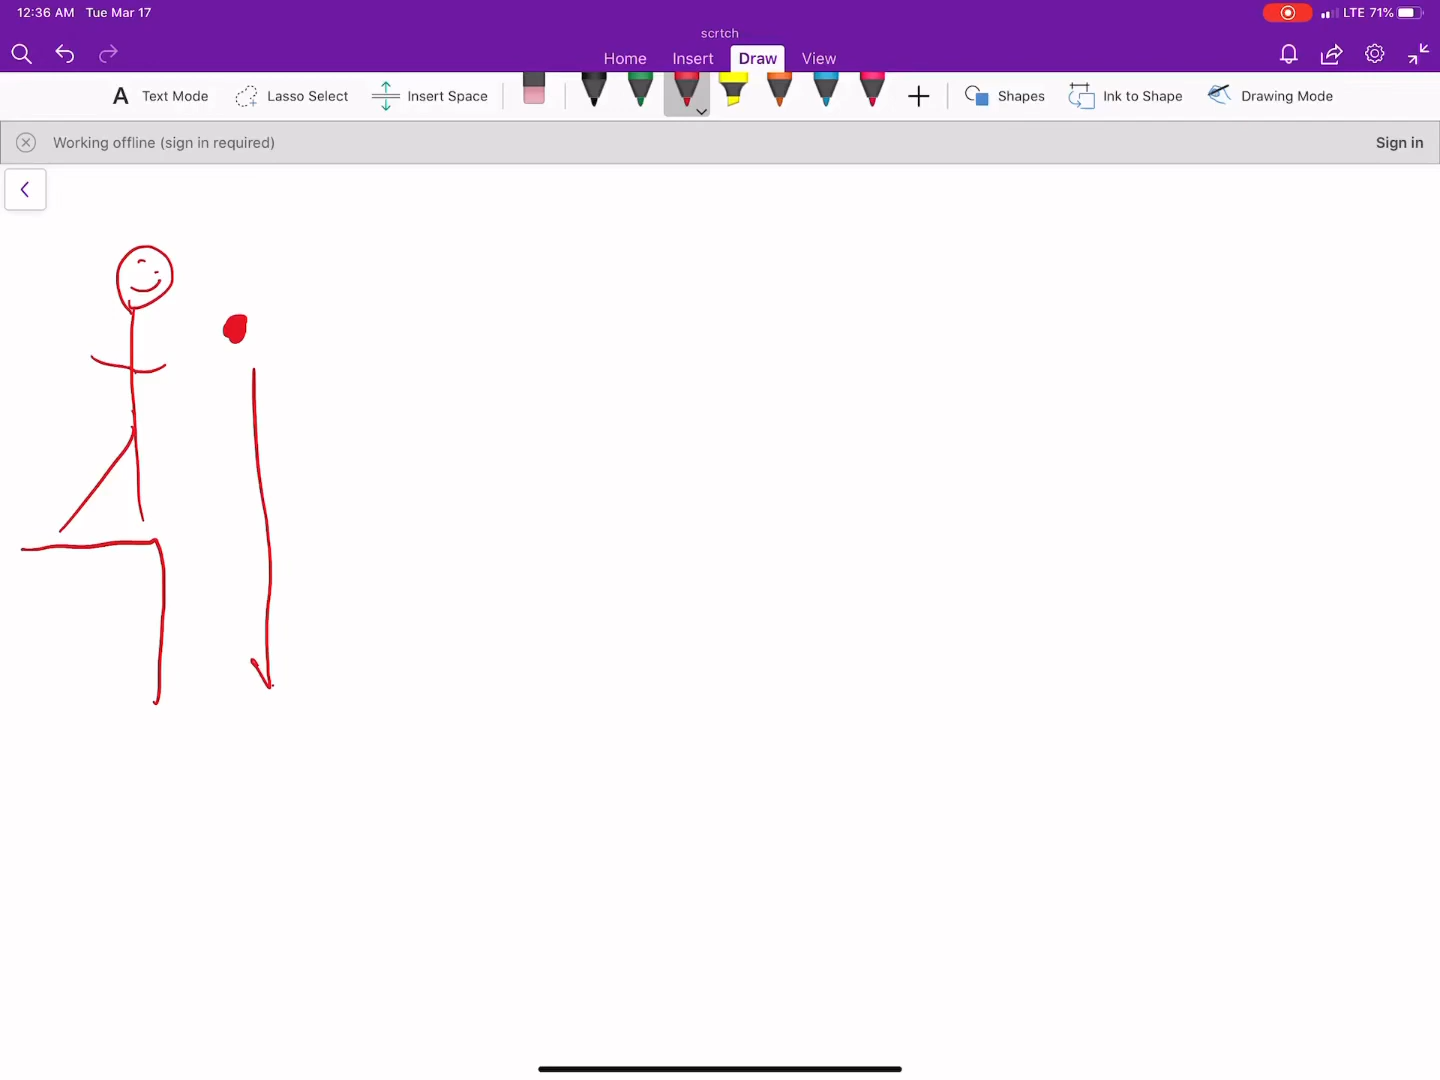 12:36 AM Tue Mar 17
LTE 71%
scrtch
Home Insert Draw View
A Text Mode Lasso Select Insert Space Shapes Ink to Shape Drawing Mode
Working offline (sign in required) Sign in